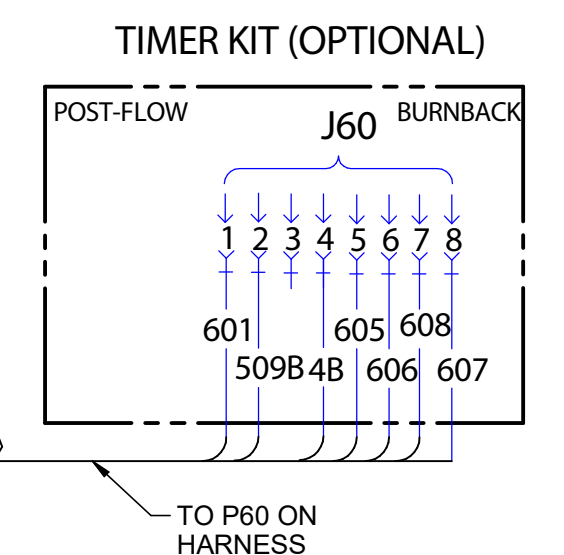 TIMER KIT (OPTIONAL)
POST-FLOW
BURNBACK
J60
1 2 3 4 5 6 7 8
601 605 608
509B 4B 606 607
TO P60 ON
HARNESS